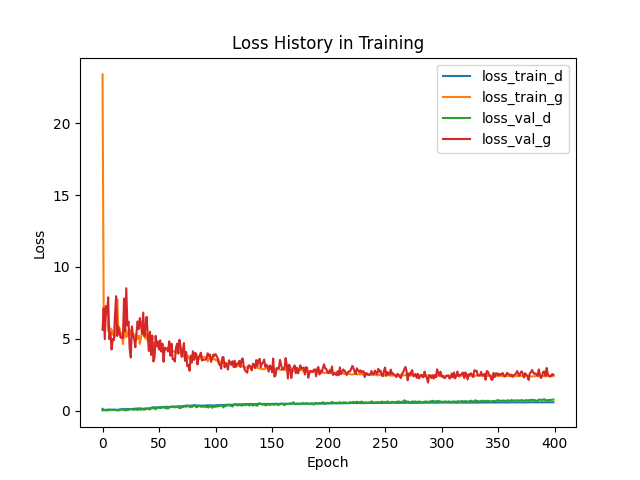 Loss History in Training
loss_train_d
loss_train_g
loss_val_d
loss_val_g
20
15
10
5
0
Loss
0 50 100 150 200 250 300 350 400
Epoch